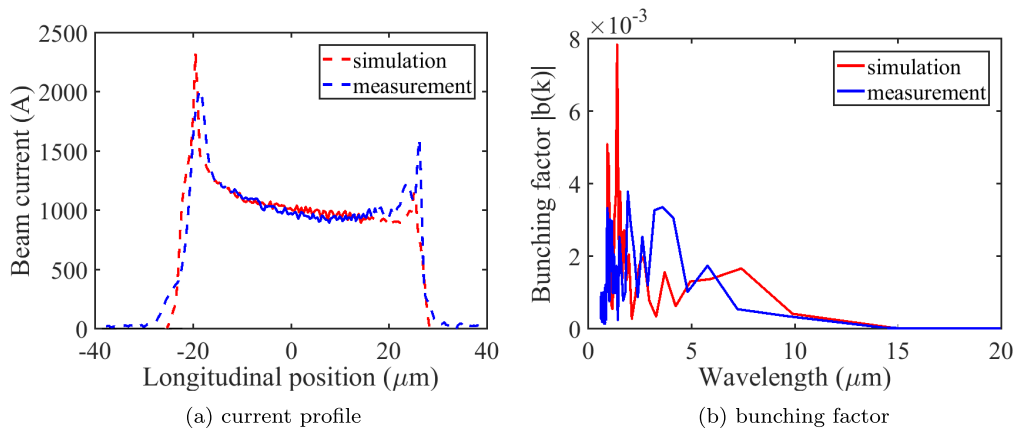 2500
2000
1500
1000
500
0
-40
-20
0
20
40
Beam current (A)
Longitudinal position (μm)
simulation
measurement
(a) current profile
×10⁻³
8
6
4
2
0
0
5
10
15
20
Bunching factor |b(k)|
Wavelength (μm)
simulation
measurement
(b) bunching factor